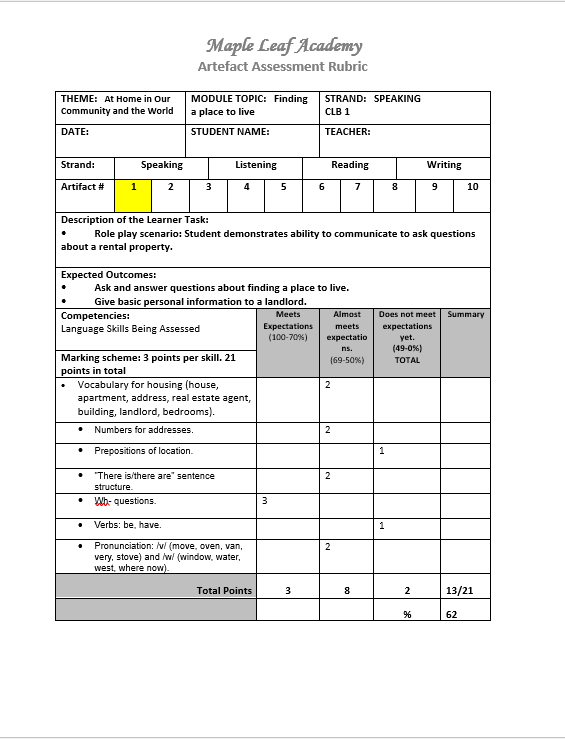 Maple Leaf Academy
Artefact Assessment Rubric
THEME: At Home in Our
Community and the World
MODULE TOPIC: Finding
a place to live
STRAND: SPEAKING
CLB 1
DATE:
STUDENT NAME:
TEACHER:
Strand:
Speaking
Listening
Reading
Writing
Artifact #
1
2
3
4
5
6
7
8
9
10
Description of the Learner Task:
• Role play scenario: Student demonstrates ability to communicate to ask questions
about a rental property.
Expected Outcomes:
• Ask and answer questions about finding a place to live.
• Give basic personal information to a landlord.
Competencies:
Language Skills Being Assessed
Marking scheme: 3 points per skill. 21
points in total
Meets
Expectations
(100-70%)
Almost
meets
expectatio
ns.
(69-50%)
Does not meet
expectations
yet.
(49-0%)
TOTAL
Summary
• Vocabulary for housing (house,
apartment, address, real estate agent,
building, landlord, bedrooms).
2
• Numbers for addresses.
2
• Prepositions of location.
1
• "There is/there are" sentence
structure.
2
• Wh- questions.
3
• Verbs: be, have.
1
• Pronunciation: /v/ (move, oven, van,
very, stove) and /w/ (window, water,
west, where now).
2
Total Points
3
8
2
13/21
%
62